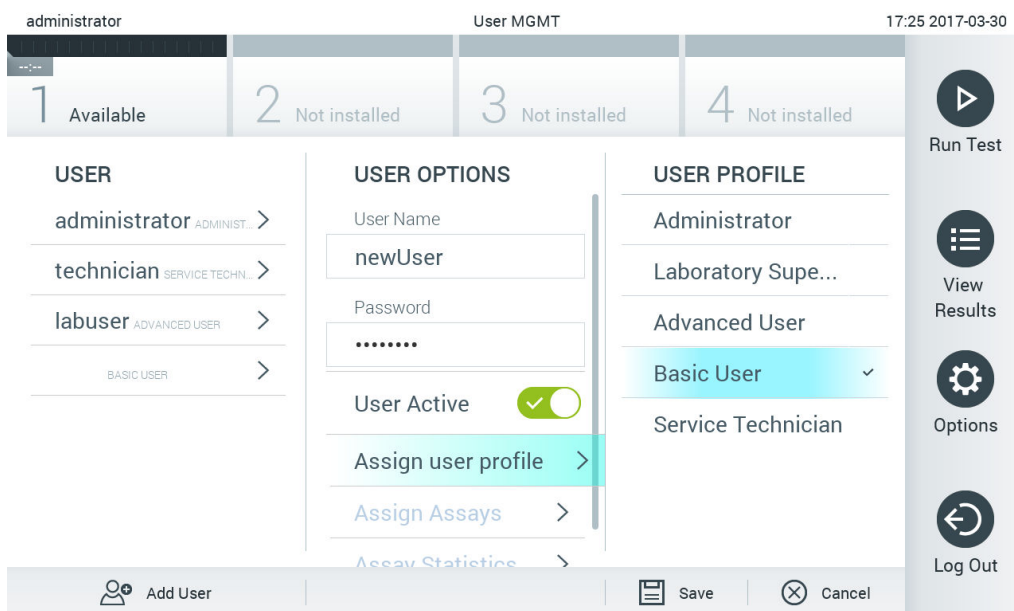 administrator User MGMT 17:25 2017-03-30
--:--
1 Available 2 Not installed 3 Not installed 4 Not installed
Run Test
USER
administrator ADMINIST...
technician SERVICE TECHN...
labuser ADVANCED USER
BASIC USER
USER OPTIONS
User Name
newUser
Password
••••••••
User Active
Assign user profile
Assign Assays
Assay Statistics
USER PROFILE
Administrator
Laboratory Supe...
Advanced User
Basic User
Service Technician
View
Results
Options
Log Out
Add User Save Cancel